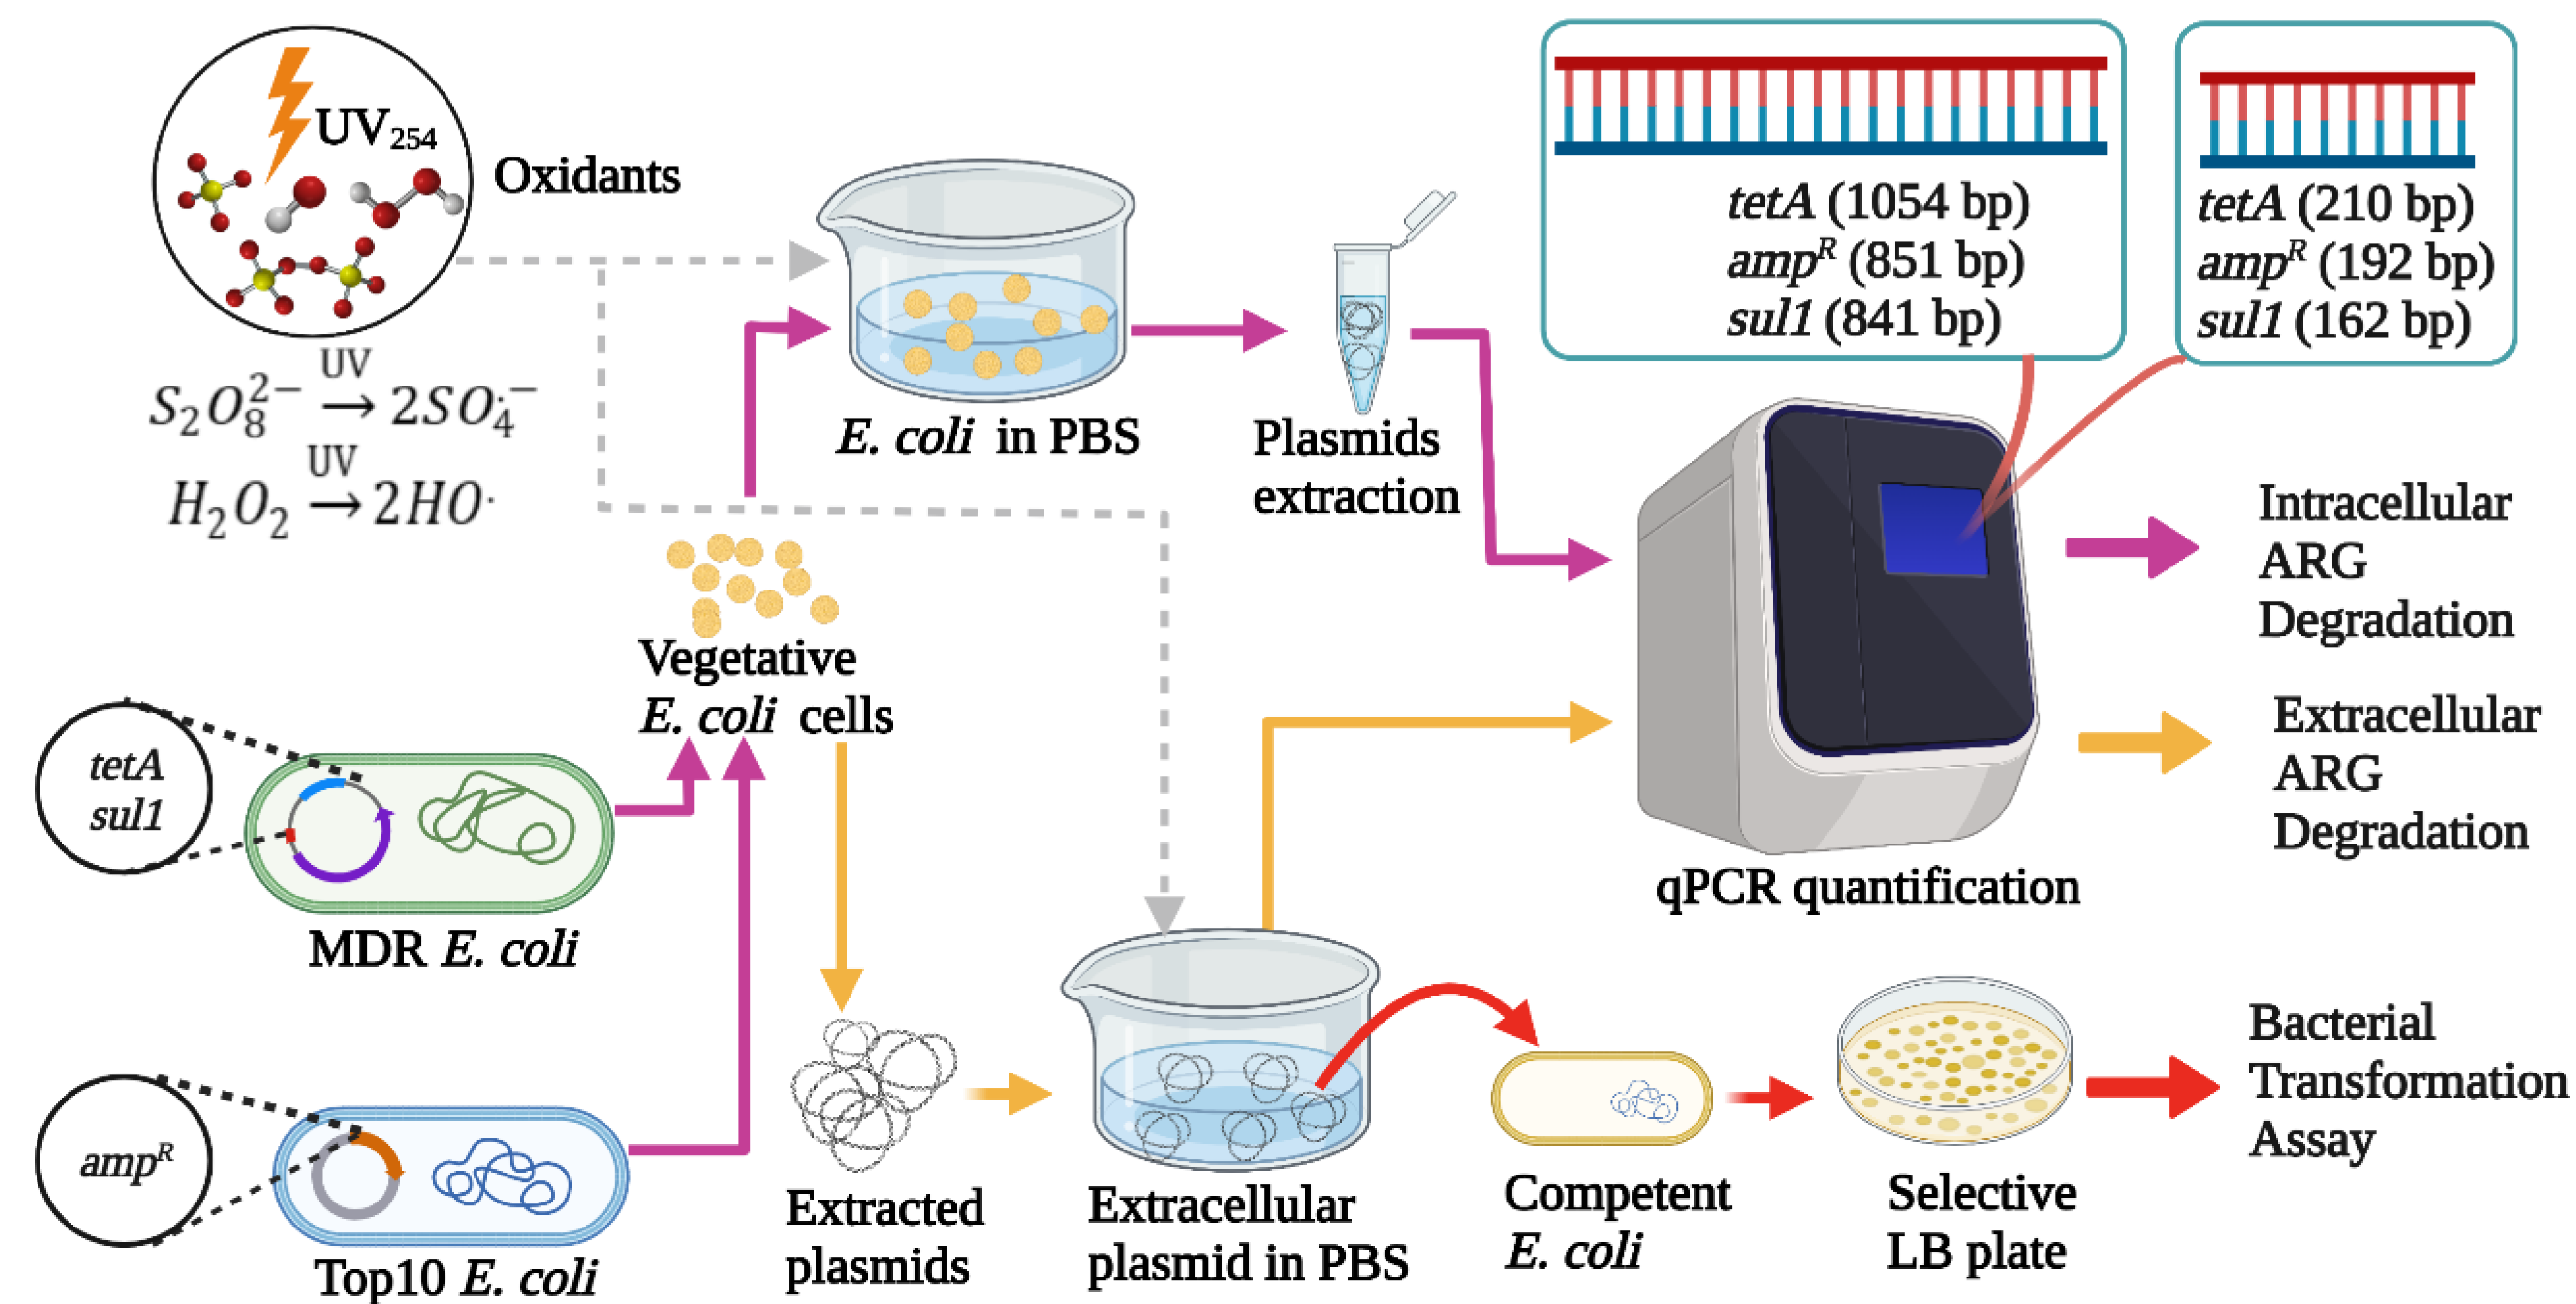 UV254
Oxidants
S₂O₈²⁻ UV → 2SO₄·⁻
H₂O₂ UV → 2HO·
tetA (1054 bp)
ampᴿ (851 bp)
sul1 (841 bp)
tetA (210 bp)
ampᴿ (192 bp)
sul1 (162 bp)
E. coli in PBS
Plasmids
extraction
Vegetative
E. coli cells
tetA
sul1
MDR E. coli
ampᴿ
Top10 E. coli
Extracted
plasmids
Extracellular
plasmid in PBS
qPCR quantification
Intracellular
ARG
Degradation
Extracellular
ARG
Degradation
Competent
E. coli
Selective
LB plate
Bacterial
Transformation
Assay